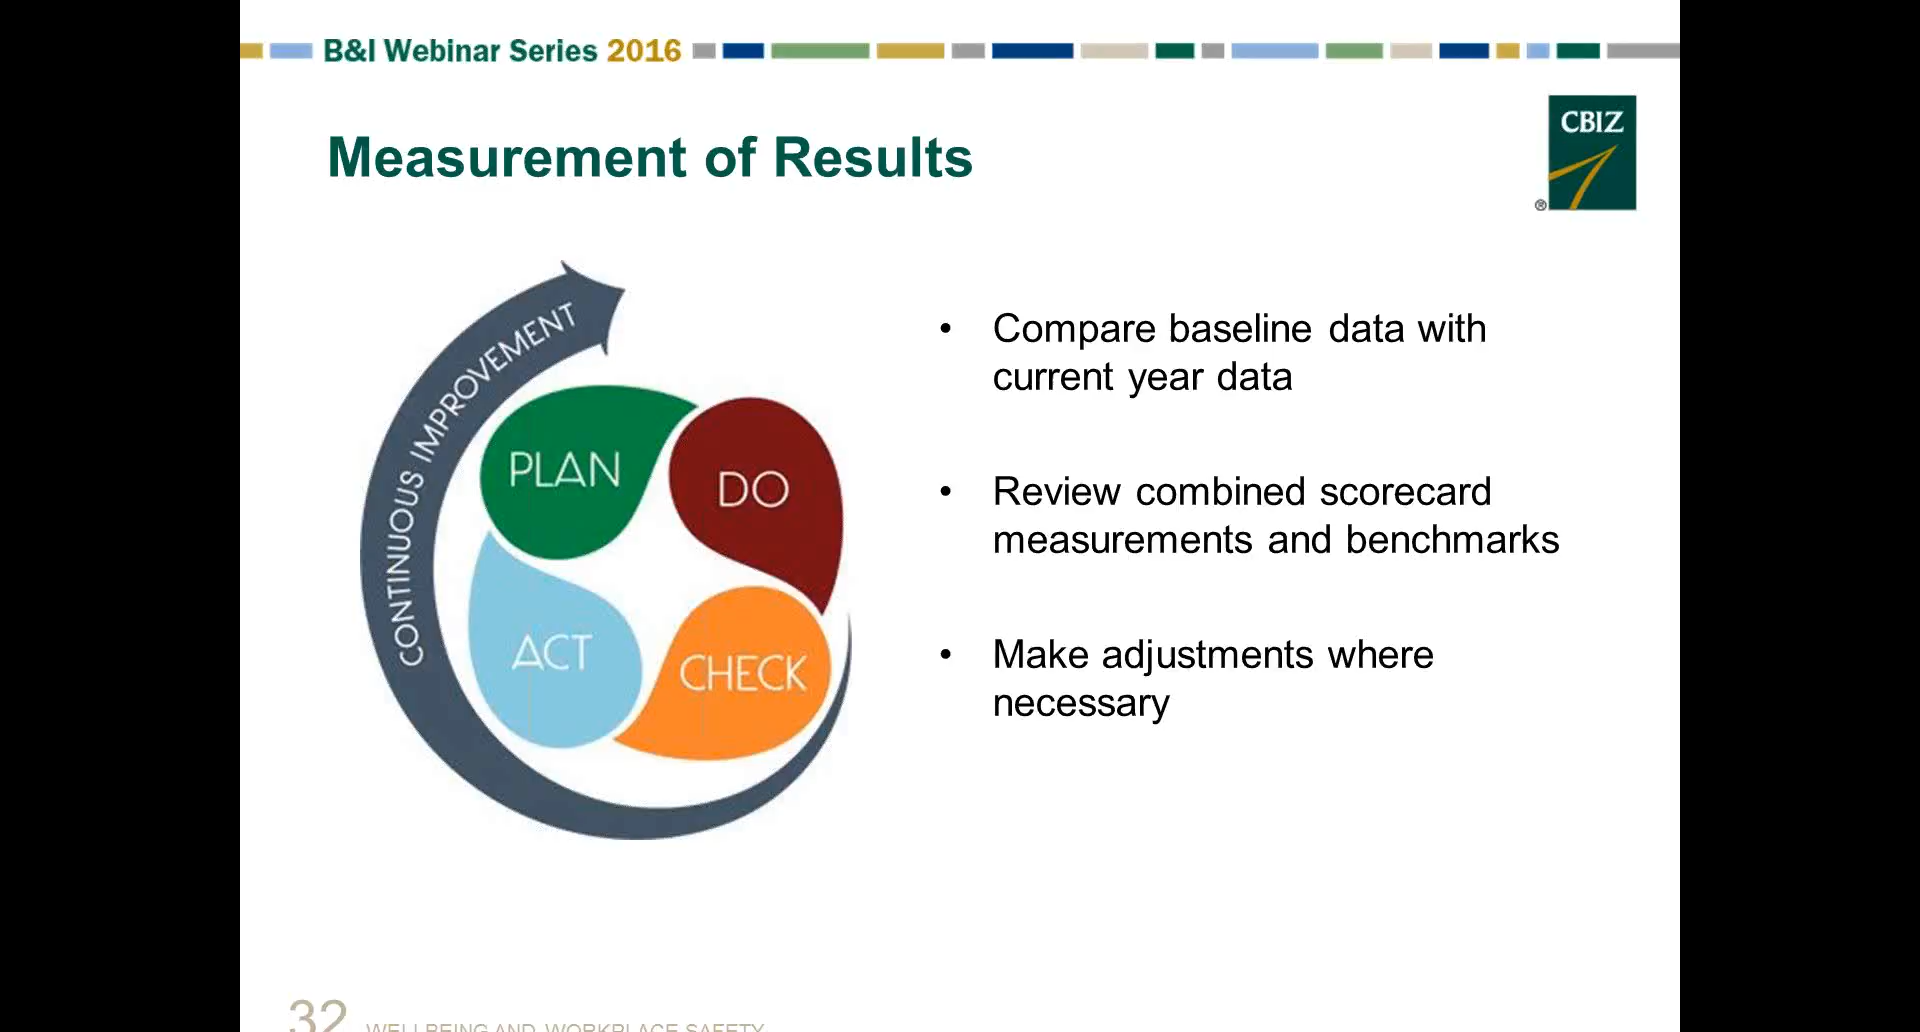 B&I Webinar Series 2016
CBIZ
®
Measurement of Results
CONTINUOUS IMPROVEMENT
PLAN
DO
ACT
CHECK
• Compare baseline data with
current year data
• Review combined scorecard
measurements and benchmarks
• Make adjustments where
necessary
32 WELLBEING AND WORKPLACE SAFETY